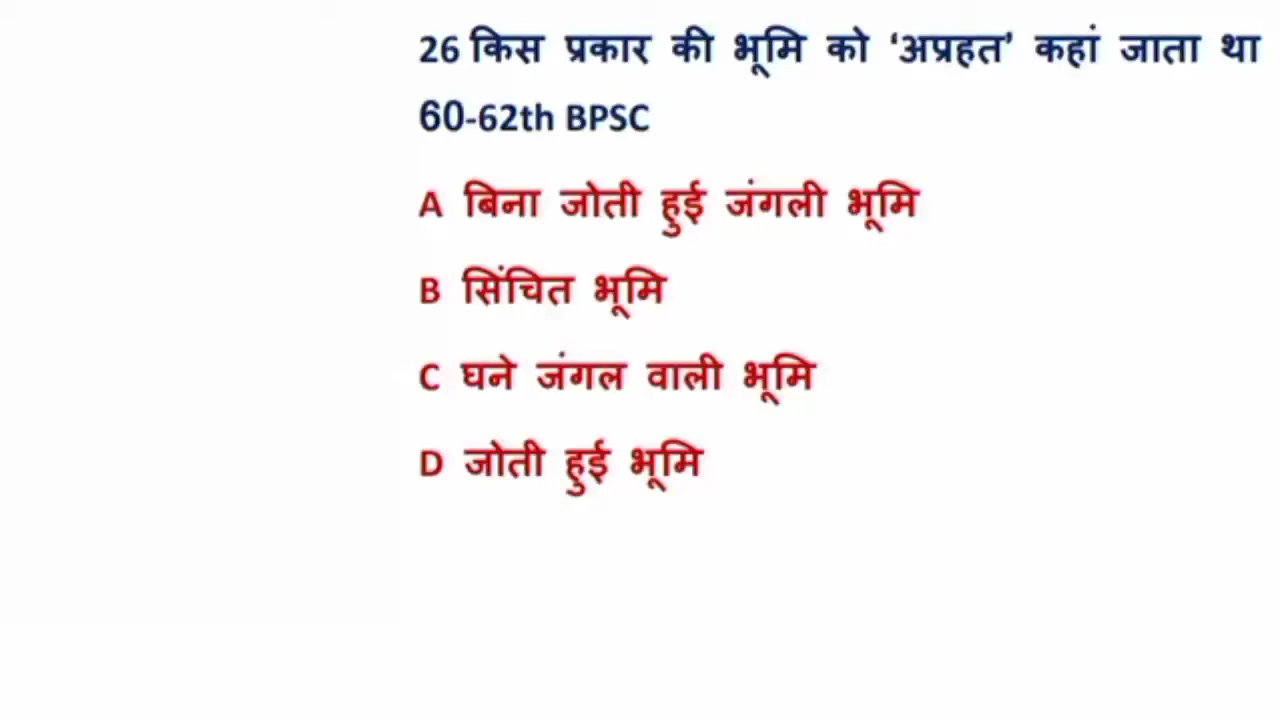 26 किस प्रकार की भूमि को ‘अप्रहत’ कहां जाता था
60-62th BPSC
A बिना जोती हुई जंगली भूमि
B सिंचित भूमि
C घने जंगल वाली भूमि
D जोती हुई भूमि